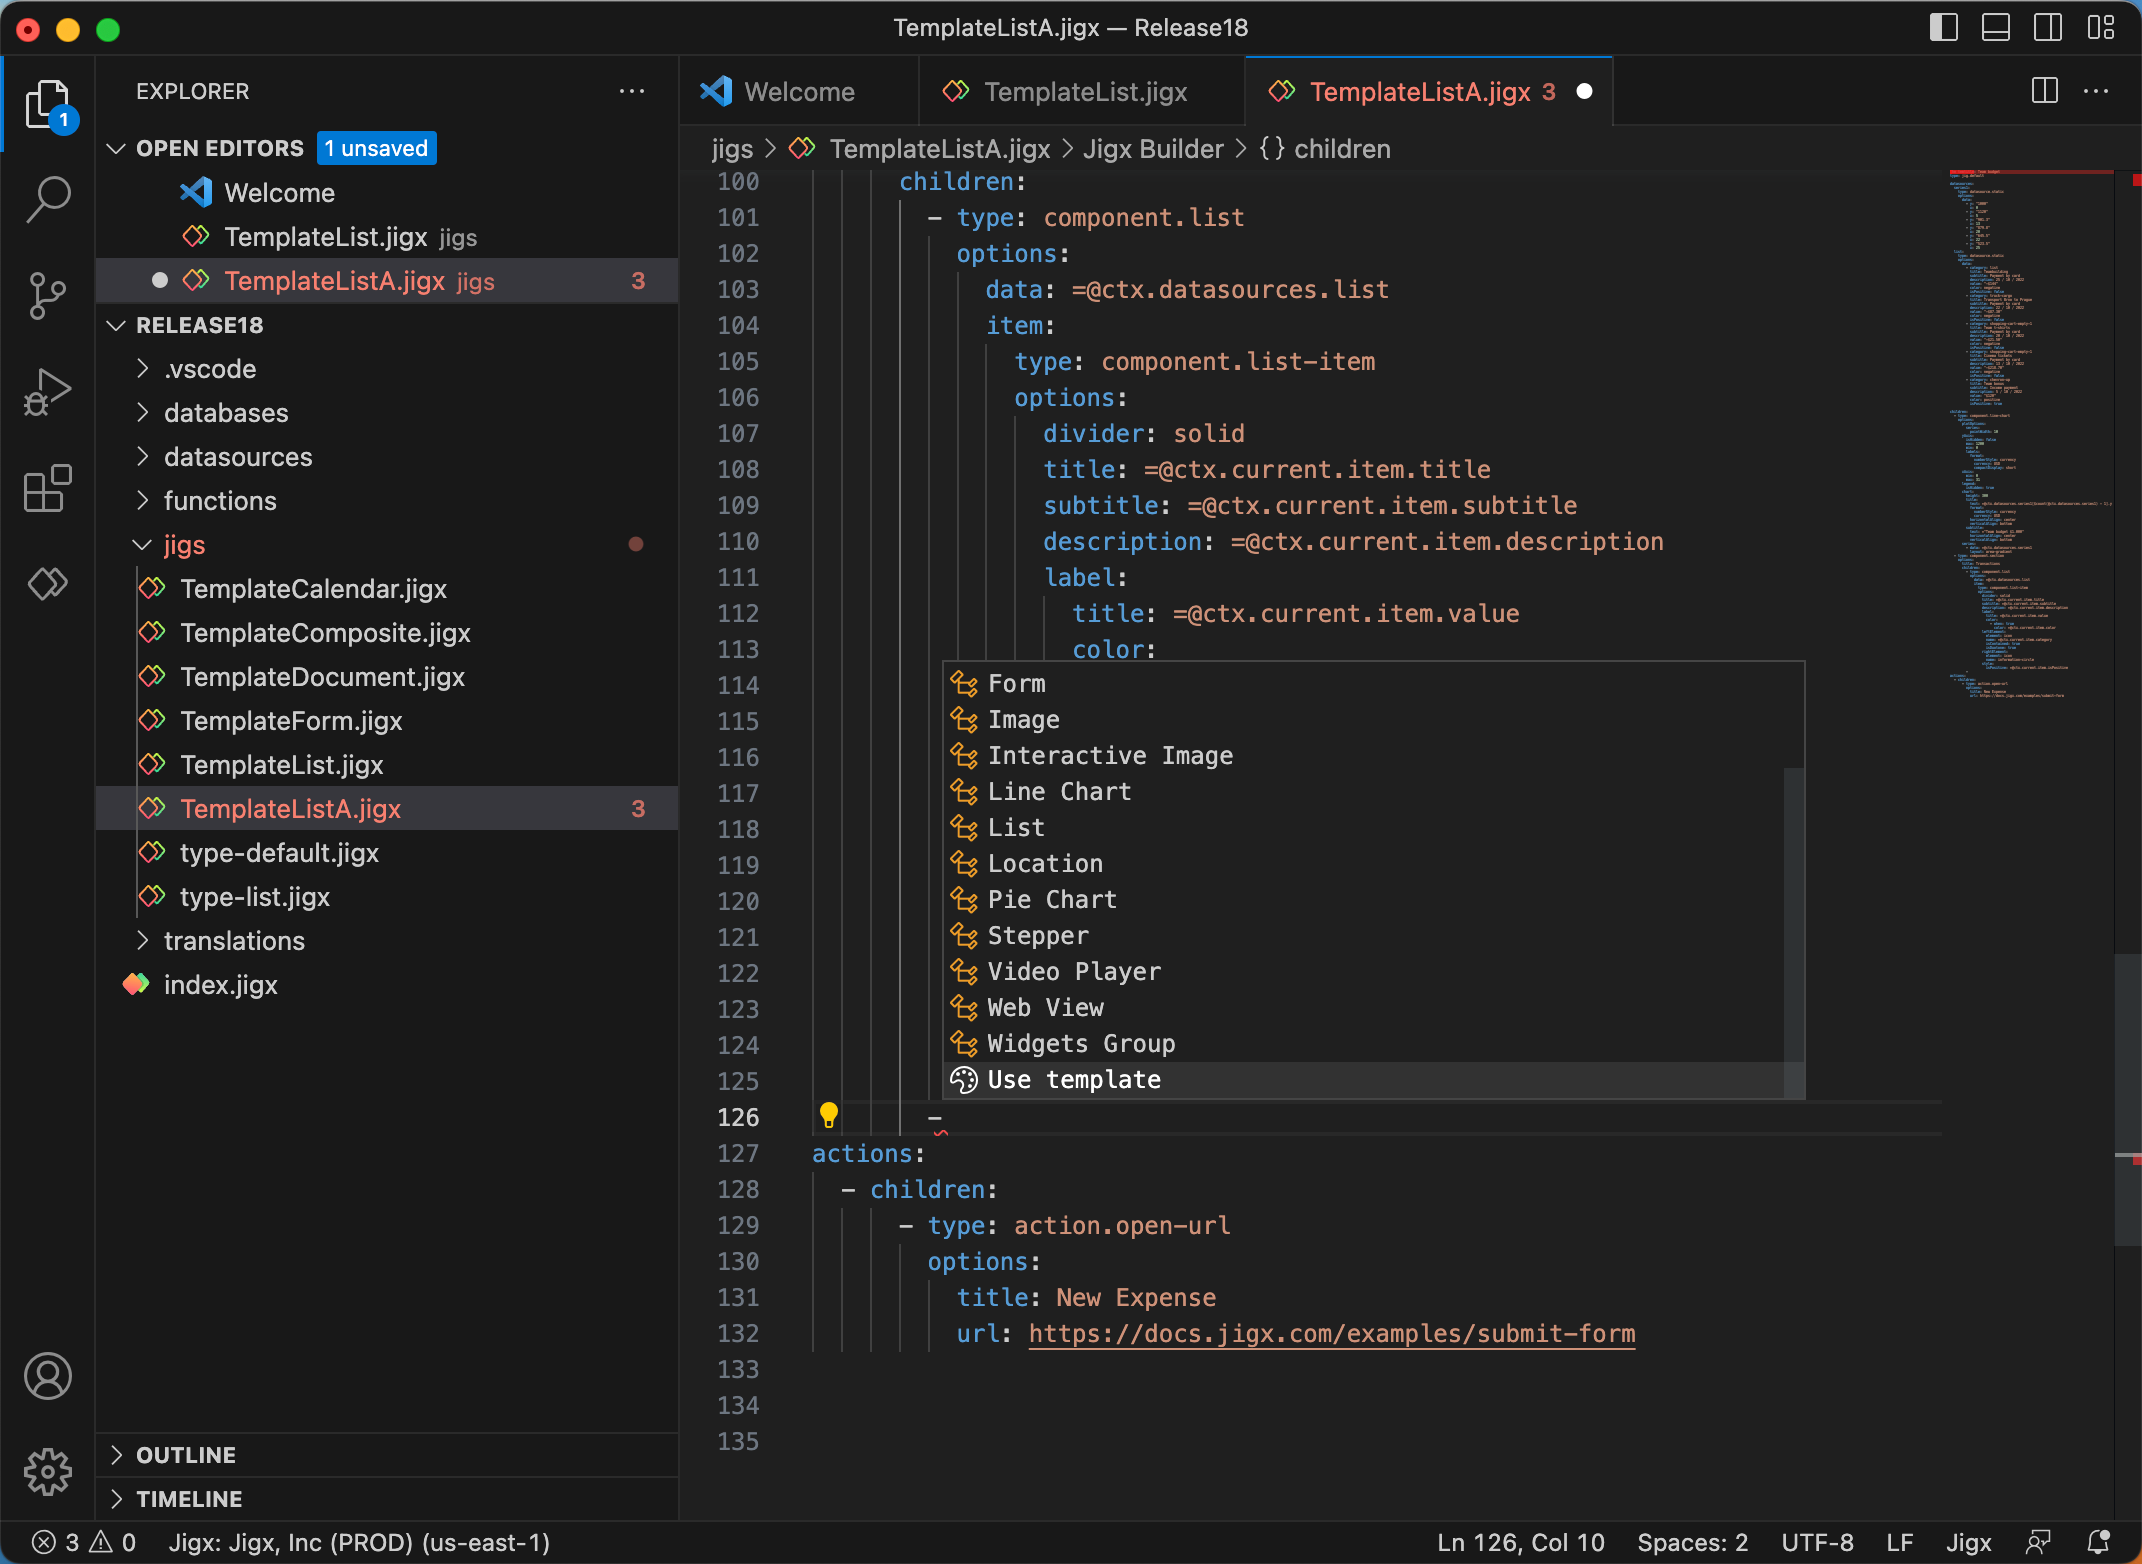 TemplateListA.jigx — Release18
EXPLORER
1
OPEN EDITORS 1 unsaved
Welcome
TemplateList.jigx jigs
TemplateListA.jigx jigs 3
RELEASE18
.vscode
databases
datasources
functions
jigs
TemplateCalendar.jigx
TemplateComposite.jigx
TemplateDocument.jigx
TemplateForm.jigx
TemplateList.jigx
TemplateListA.jigx 3
type-default.jigx
type-list.jigx
translations
index.jigx
OUTLINE
TIMELINE
Welcome TemplateList.jigx TemplateListA.jigx 3
jigs > TemplateListA.jigx > Jigx Builder > {} children
100 children:
101 - type: component.list
102 options:
103 data: =@ctx.datasources.list
104 item:
105 type: component.list-item
106 options:
107 divider: solid
108 title: =@ctx.current.item.title
109 subtitle: =@ctx.current.item.subtitle
110 description: =@ctx.current.item.description
111 label:
112 title: =@ctx.current.item.value
113 color:
114 Form
115 Image
116 Interactive Image
117 Line Chart
118 List
119 Location
120 Pie Chart
121 Stepper
122 Video Player
123 Web View
124 Widgets Group
125 Use template
126 -
127 actions:
128 - children:
129 - type: action.open-url
130 options:
131 title: New Expense
132 url: https://docs.jigx.com/examples/submit-form
133
134
135
3 0 Jigx: Jigx, Inc (PROD) (us-east-1) Ln 126, Col 10 Spaces: 2 UTF-8 LF Jigx